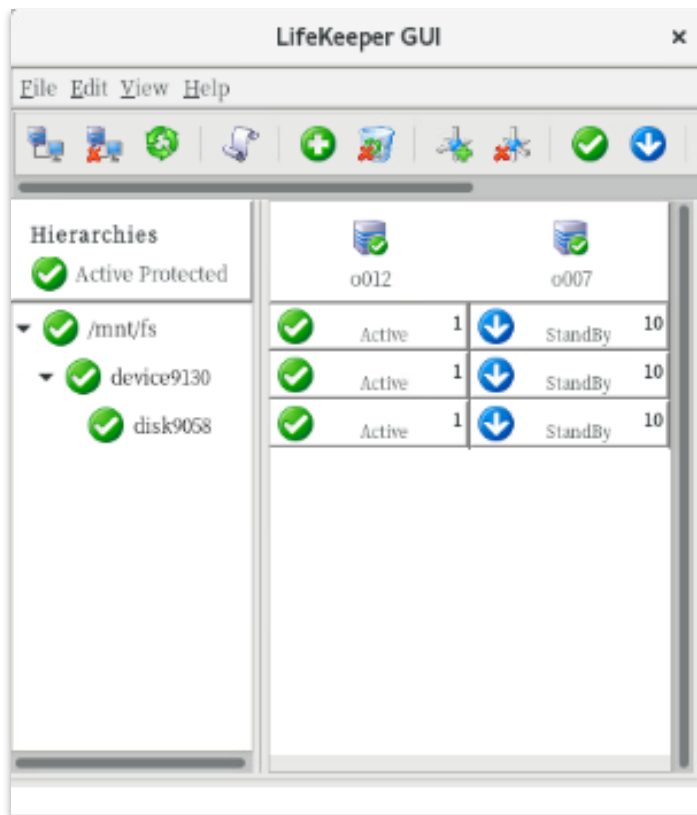 LifeKeeper GUI ×
File Edit View Help
Hierarchies
Active Protected
o012 o007
/mnt/fs Active 1 StandBy 10
device9130 Active 1 StandBy 10
disk9058 Active 1 StandBy 10